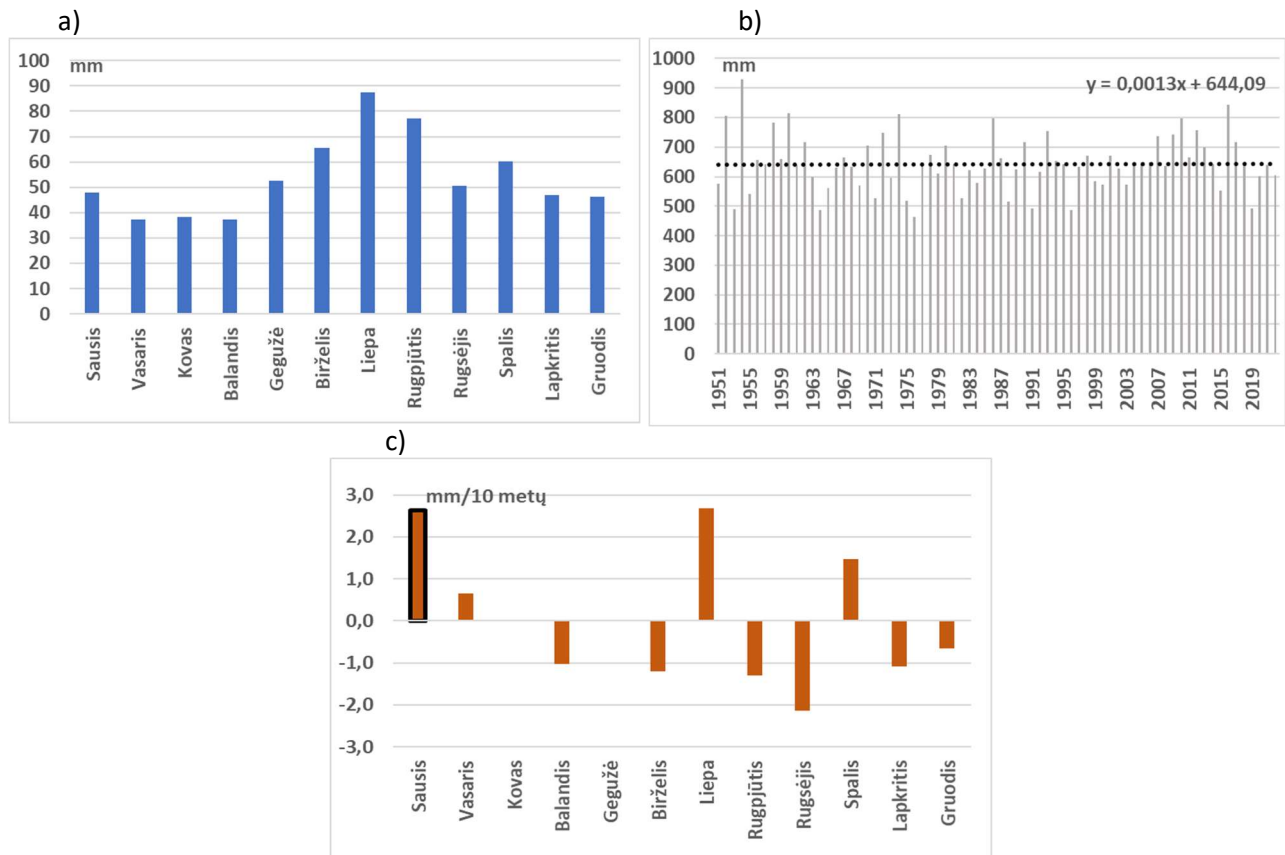 a)
mm
100
90
80
70
60
50
40
30
20
10
0
Sausis
Vasaris
Kovas
Balandis
Gegužė
Birželis
Liepa
Rugpjūtis
Rugsėjis
Spalis
Lapkritis
Gruodis
b)
mm
y = 0,0013x + 644,09
1000
900
800
700
600
500
400
300
200
100
0
1951
1955
1959
1963
1967
1971
1975
1979
1983
1987
1991
1995
1999
2003
2007
2011
2015
2019
c)
mm/10 metų
3,0
2,0
1,0
0,0
-1,0
-2,0
-3,0
Sausis
Vasaris
Kovas
Balandis
Gegužė
Birželis
Liepa
Rugpjūtis
Rugsėjis
Spalis
Lapkritis
Gruodis